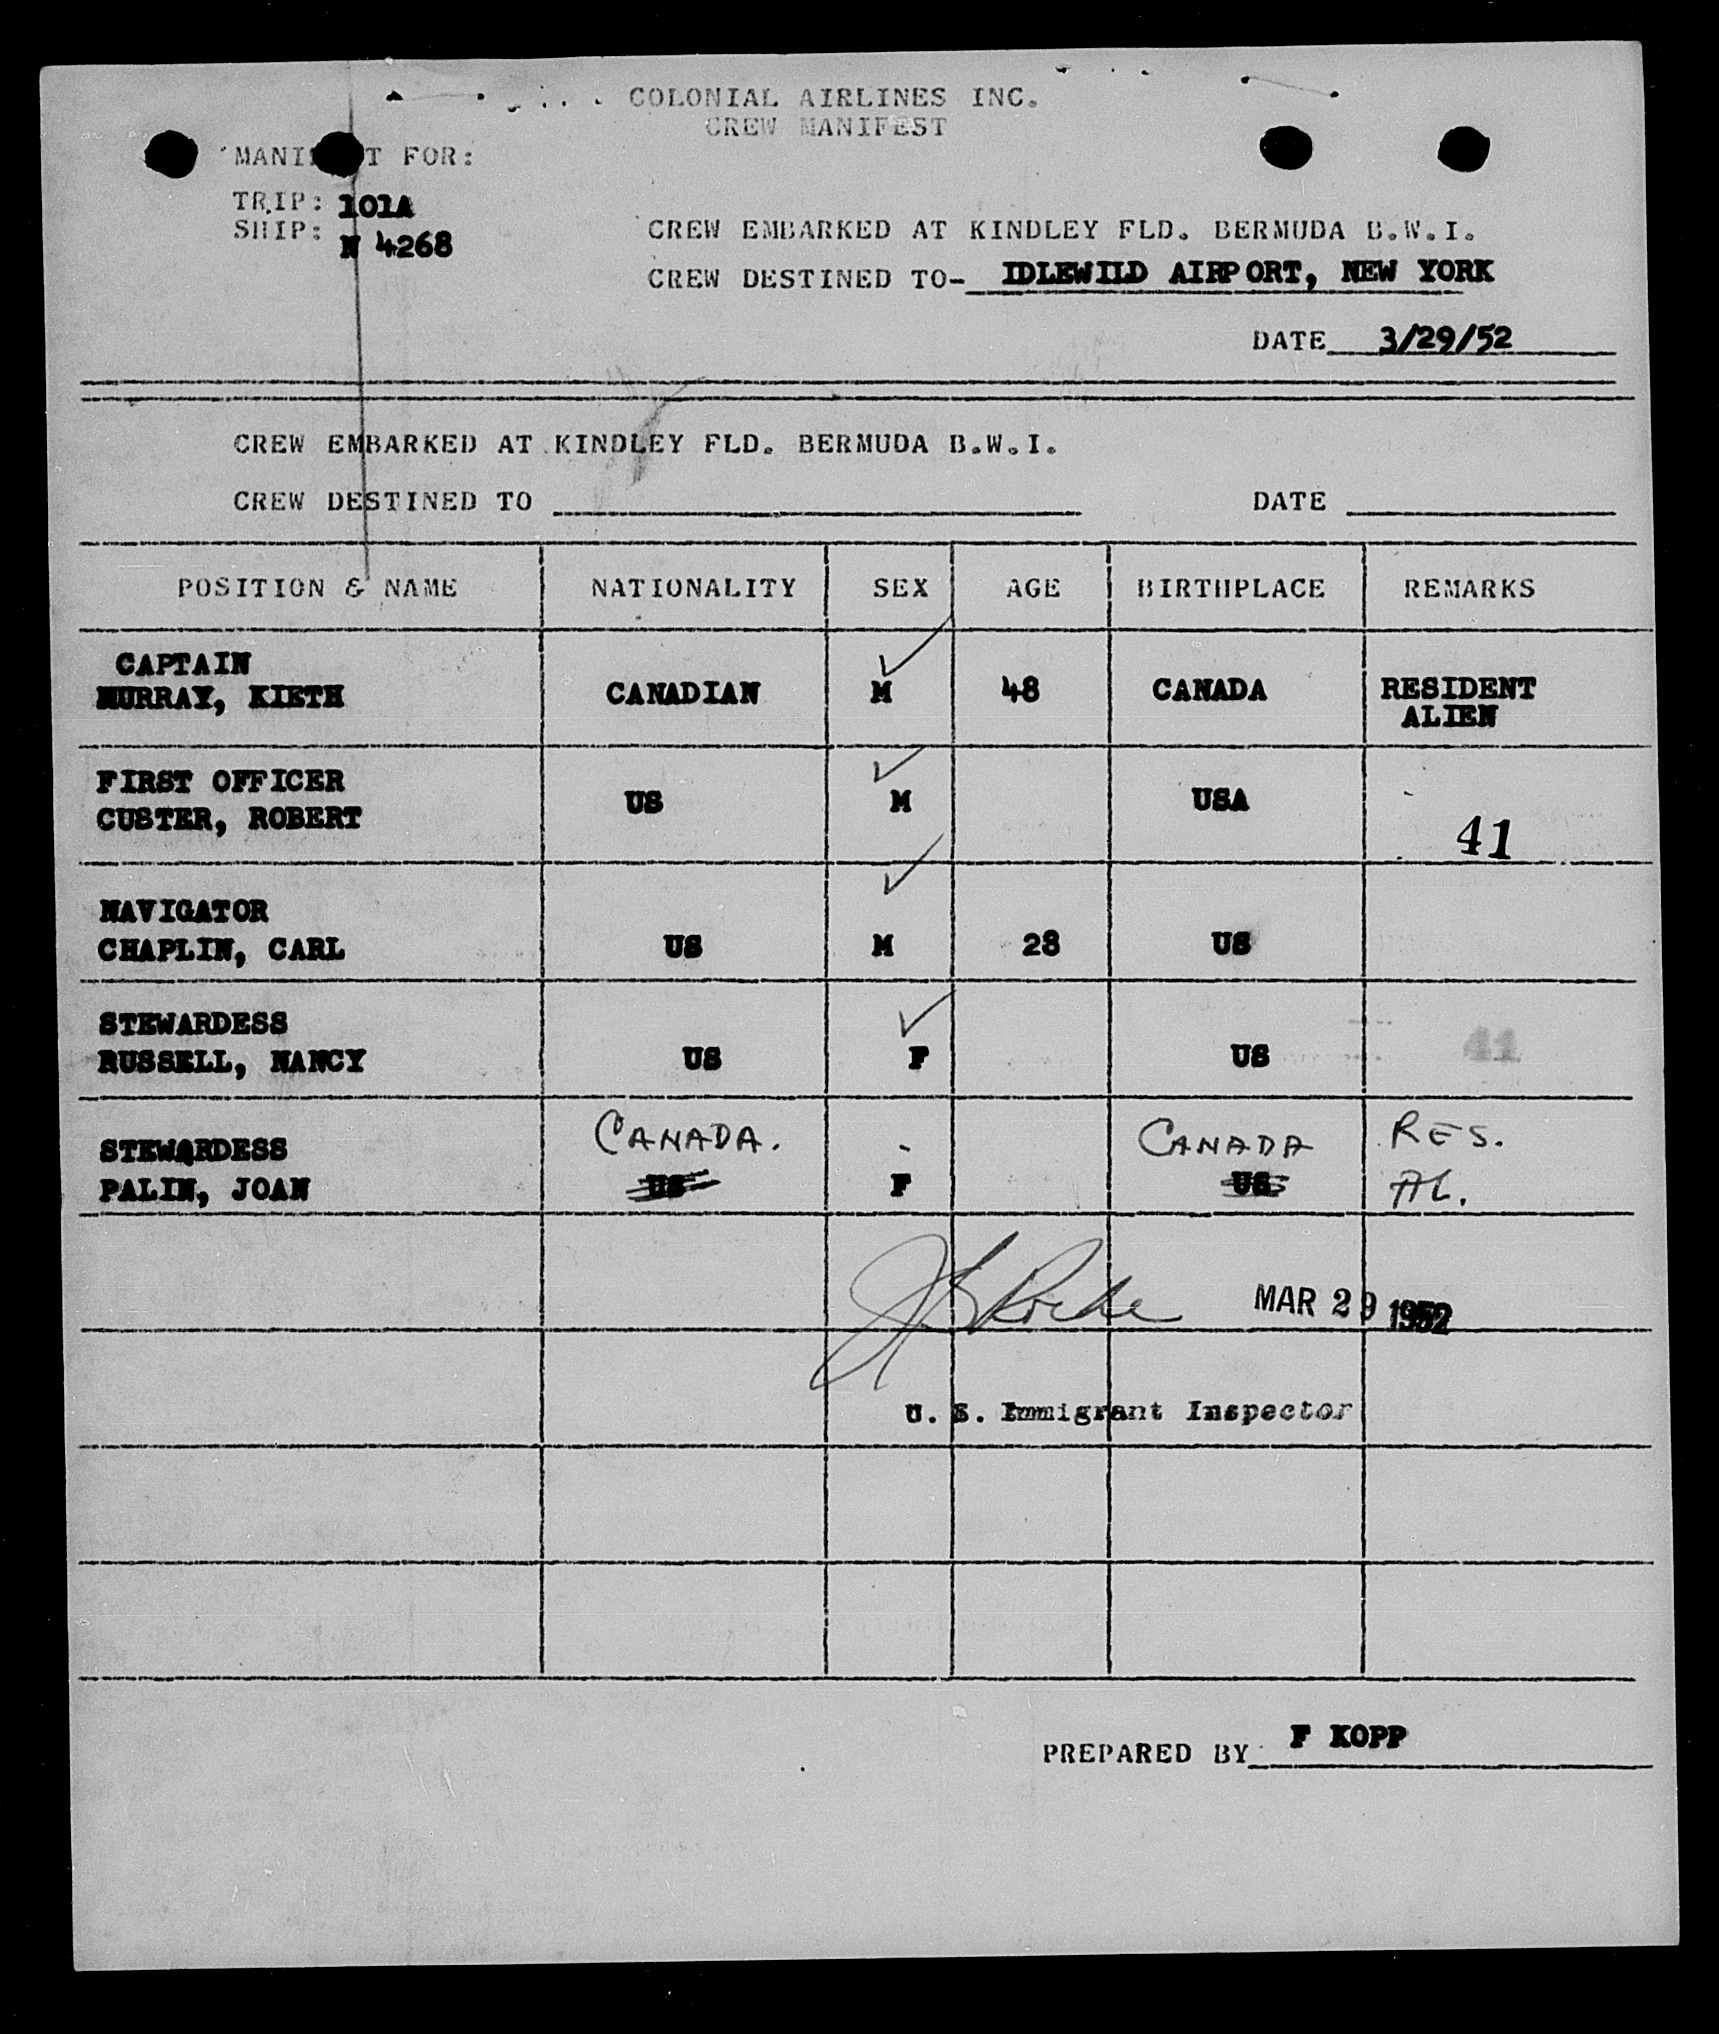 COLONIAL AIRLINES INC.
CREW MANIFEST
MANIFEST FOR:
TRIP: 101A
SHIP: N 4268
CREW EMBARKED AT KINDLEY FLD. BERMUDA B.W.I.
CREW DESTINED TO- IDLEWILD AIRPORT, NEW YORK
DATE 3/29/52
CREW EMBARKED AT KINDLEY FLD. BERMUDA B.W.I.
CREW DESTINED TO DATE
POSITION & NAME NATIONALITY SEX AGE BIRTHPLACE REMARKS
CAPTAIN
MURRAY, KIETH CANADIAN M 48 CANADA RESIDENT
ALIEN
FIRST OFFICER
CUSTER, ROBERT US M USA
41
NAVIGATOR
CHAPLIN, CARL US M 28 US
STEWARDESS
RUSSELL, NANCY US F US 41
STEWARDESS CANADA. CANADA RES.
PALIN, JOAN US F US AL.
MAR 29 1952
U. S. Immigrant Inspector
PREPARED BY F KOPP